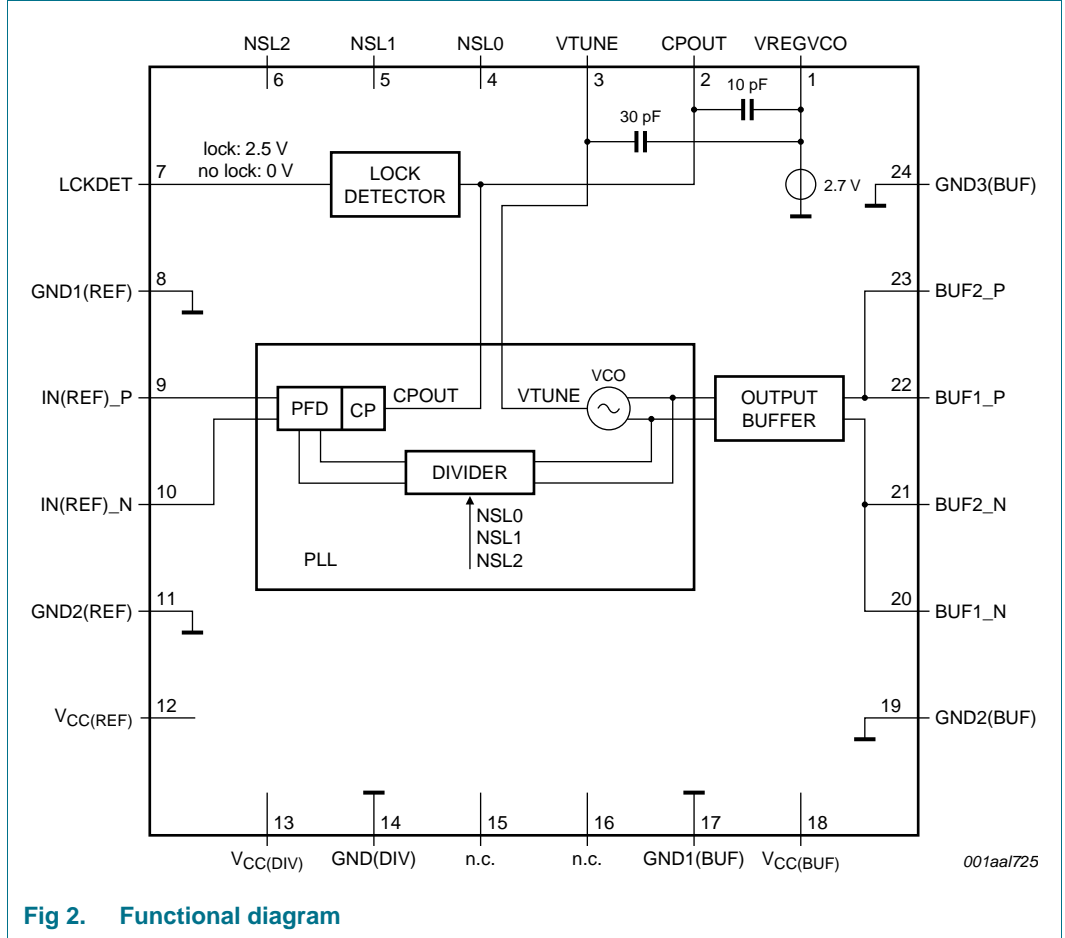 NSL2 NSL1 NSL0 VTUNE CPOUT VREGVCO
6 5 4 3 2 1
10 pF
30 pF
lock: 2.5 V
no lock: 0 V
LCKDET 7
LOCK
DETECTOR
2.7 V
24 GND3(BUF)
GND1(REF) 8
23 BUF2_P
IN(REF)_P 9
PFD CP CPOUT
VTUNE VCO
OUTPUT
BUFFER
22 BUF1_P
DIVIDER
IN(REF)_N 10
21 BUF2_N
NSL0
NSL1
NSL2
PLL
GND2(REF) 11
20 BUF1_N
VCC(REF) 12
19 GND2(BUF)
13 14 15 16 17 18
VCC(DIV) GND(DIV) n.c. n.c. GND1(BUF) VCC(BUF)
001aal725
Fig 2. Functional diagram